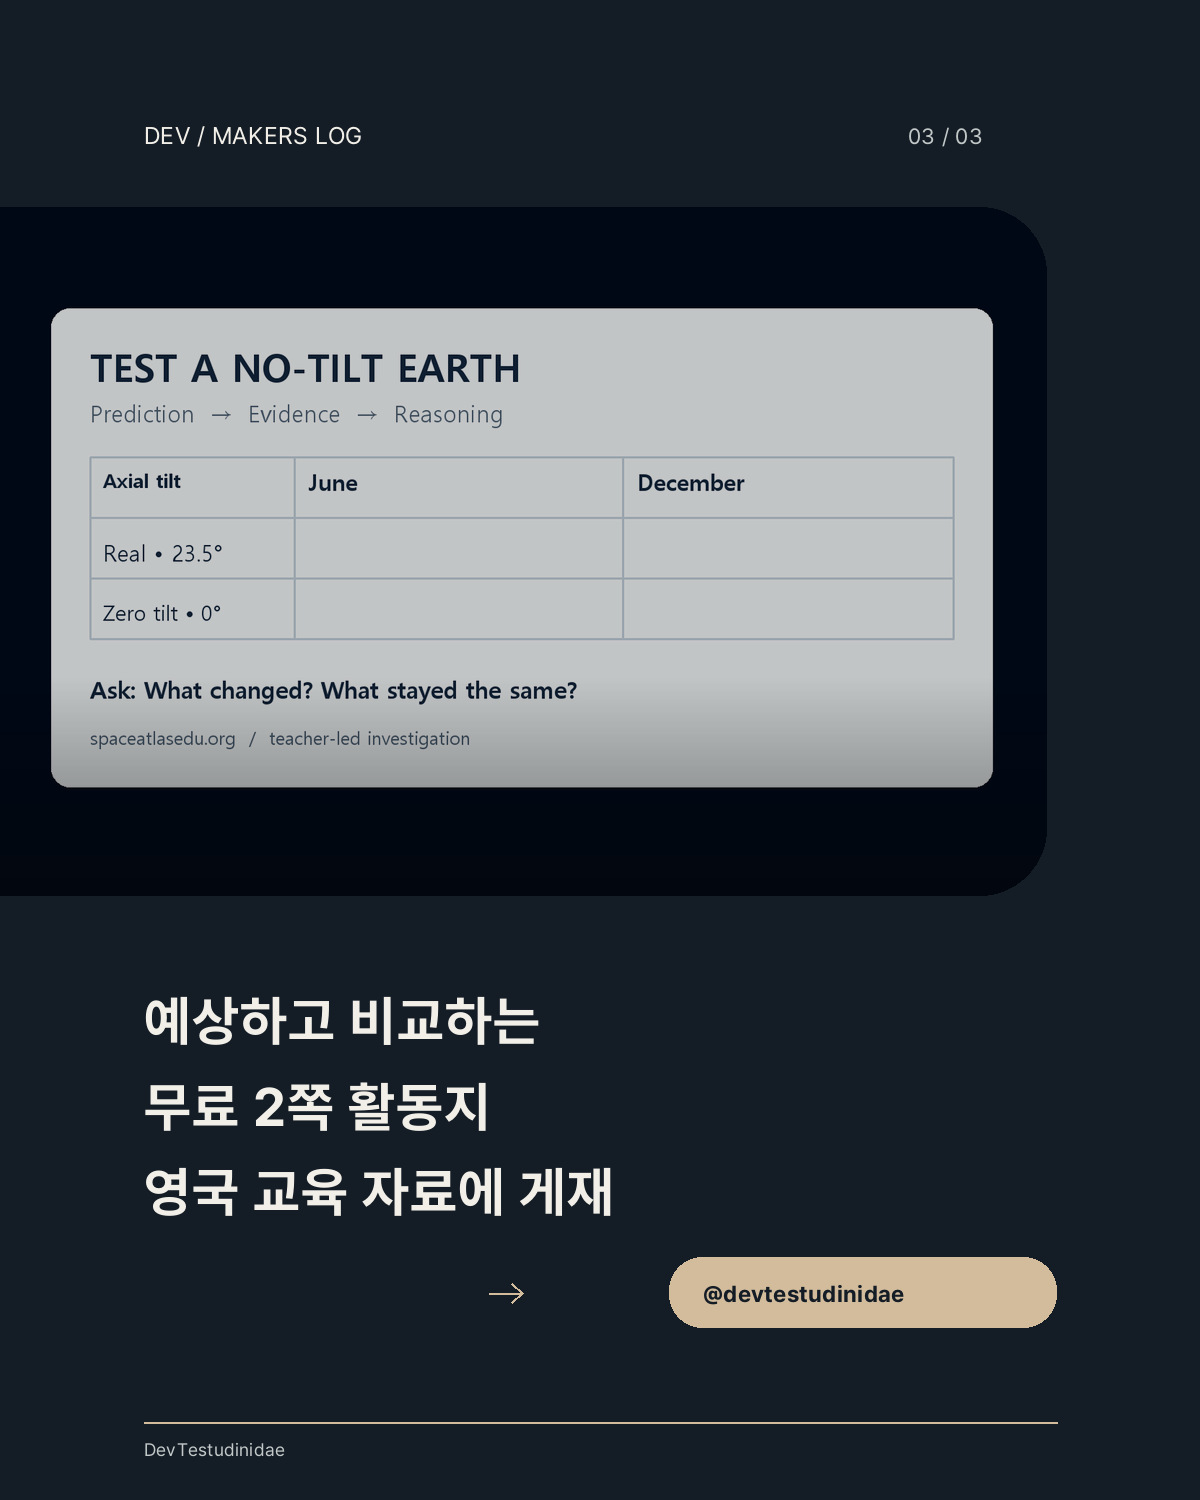 DEV / MAKERS LOG
03 / 03
TEST A NO-TILT EARTH
Prediction → Evidence → Reasoning
Axial tilt June December
Real • 23.5°
Zero tilt • 0°
Ask: What changed? What stayed the same?
spaceatlasedu.org / teacher-led investigation
예상하고 비교하는
무료 2쪽 활동지
영국 교육 자료에 게재
→ @devtestudinidae
DevTestudinidae